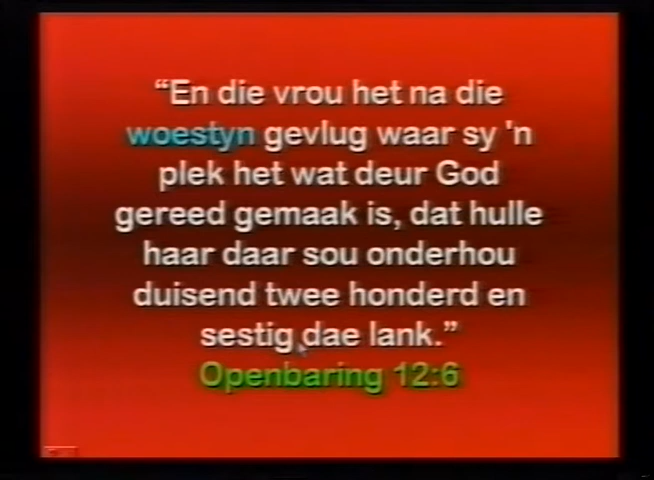 “En die vrou het na die
woestyn gevlug waar sy 'n
plek het wat deur God
gereed gemaak is, dat hulle
haar daar sou onderhou
duisend twee honderd en
sestig dae lank.”
Openbaring 12:6